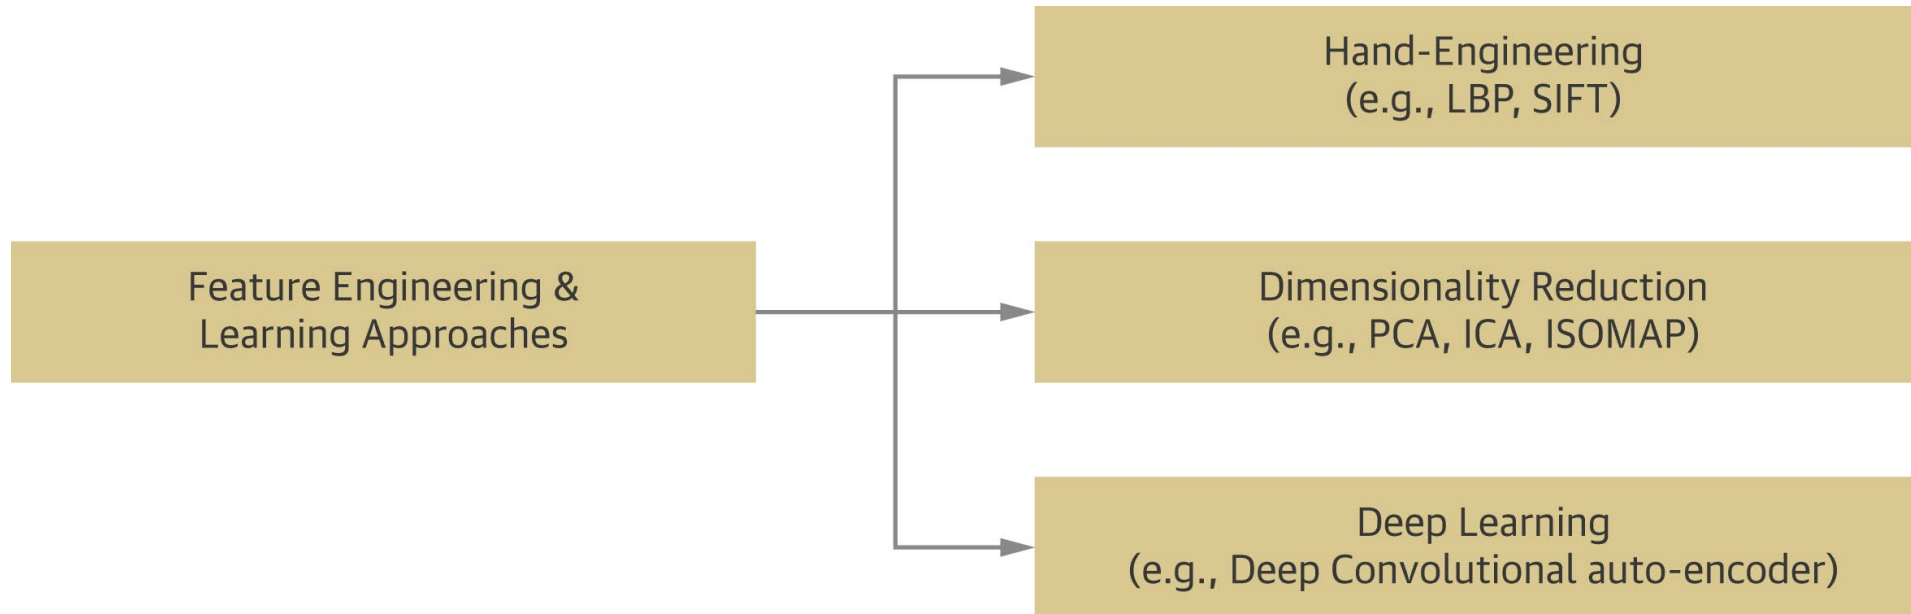 Hand-Engineering
(e.g., LBP, SIFT)
Feature Engineering &
Learning Approaches
Dimensionality Reduction
(e.g., PCA, ICA, ISOMAP)
Deep Learning
(e.g., Deep Convolutional auto-encoder)